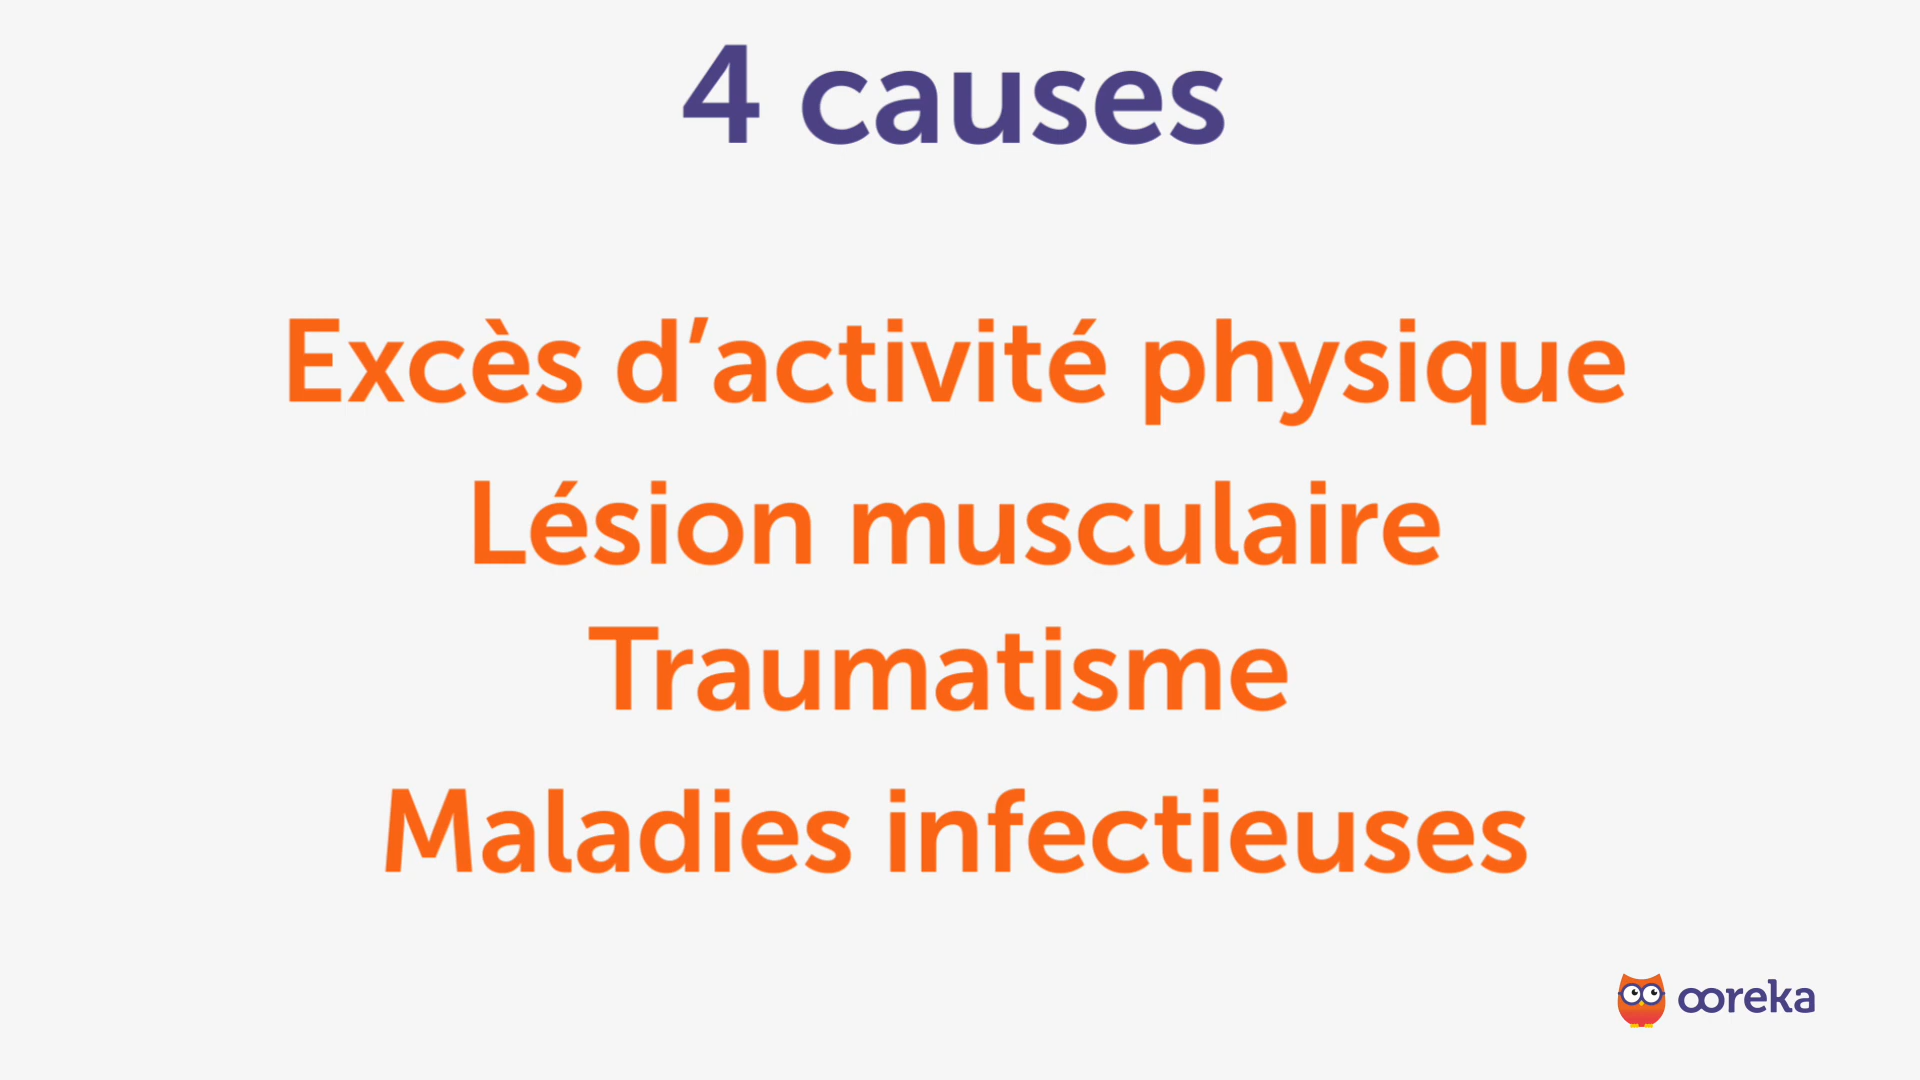 4 causes
Excès d’activité physique
Lésion musculaire
Traumatisme
Maladies infectieuses
ooreka